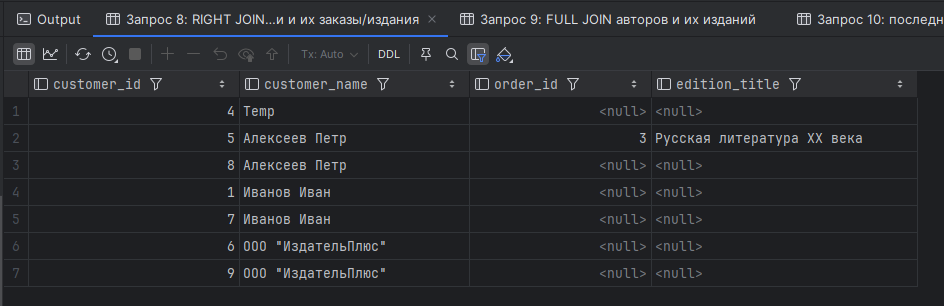 Output Запрос 8: RIGHT JOIN...и и их заказы/издания Запрос 9: FULL JOIN авторов и их изданий Запрос 10: последн
Tx: Auto DDL
customer_id customer_name order_id edition_title
1 4 Temp <null> <null>
2 5 Алексеев Петр 3 Русская литература XX века
3 8 Алексеев Петр <null> <null>
4 1 Иванов Иван <null> <null>
5 7 Иванов Иван <null> <null>
6 6 ООО "ИздательПлюс" <null> <null>
7 9 ООО "ИздательПлюс" <null> <null>